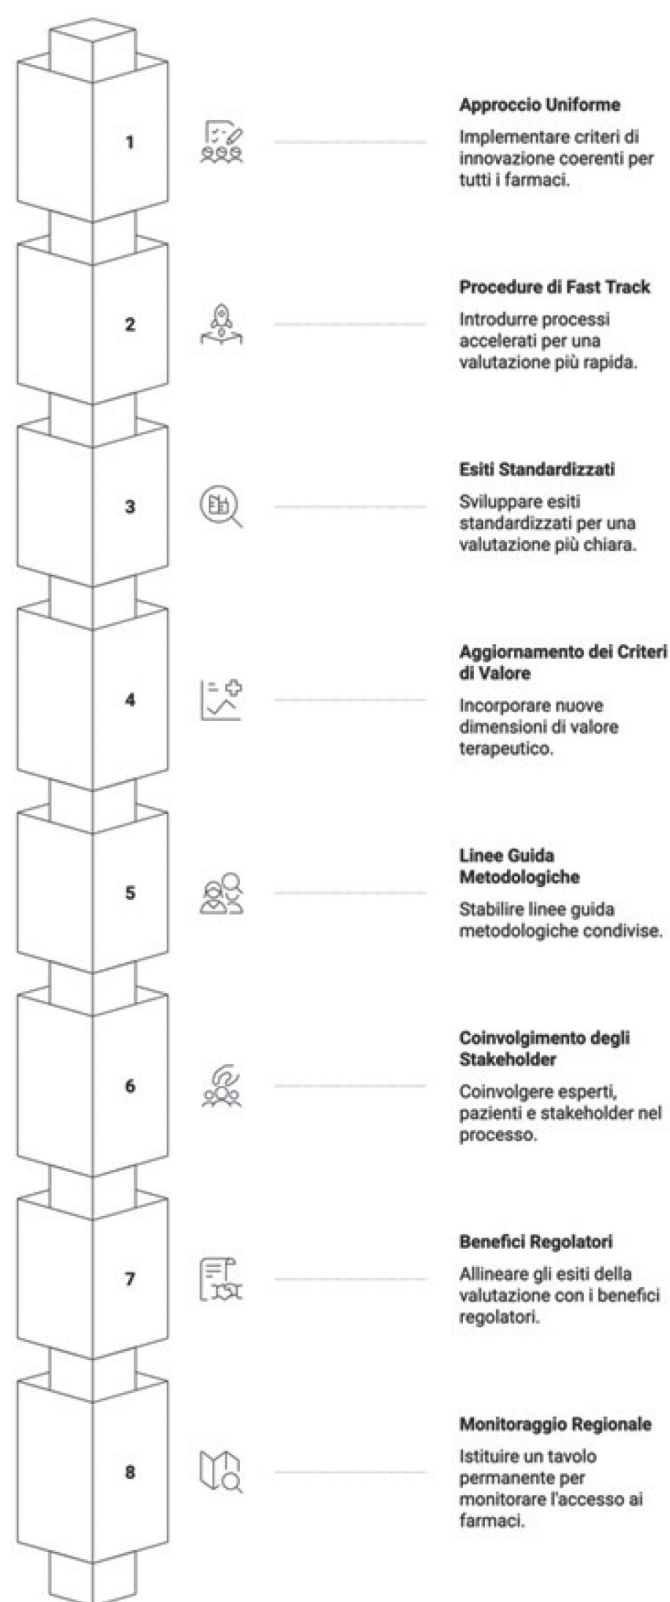 1
Approccio Uniforme
Implementare criteri di
innovazione coerenti per
tutti i farmaci.
2
Procedure di Fast Track
Introdurre processi
accelerati per una
valutazione più rapida.
3
Esiti Standardizzati
Sviluppare esiti
standardizzati per una
valutazione più chiara.
4
Aggiornamento dei Criteri
di Valore
Incorporare nuove
dimensioni di valore
terapeutico.
5
Linee Guida
Metodologiche
Stabilire linee guida
metodologiche condivise.
6
Coinvolgimento degli
Stakeholder
Coinvolgere esperti,
pazienti e stakeholder nel
processo.
7
Benefici Regolatori
Allineare gli esiti della
valutazione con i benefici
regolatori.
8
Monitoraggio Regionale
Istituire un tavolo
permanente per
monitorare l'accesso ai
farmaci.